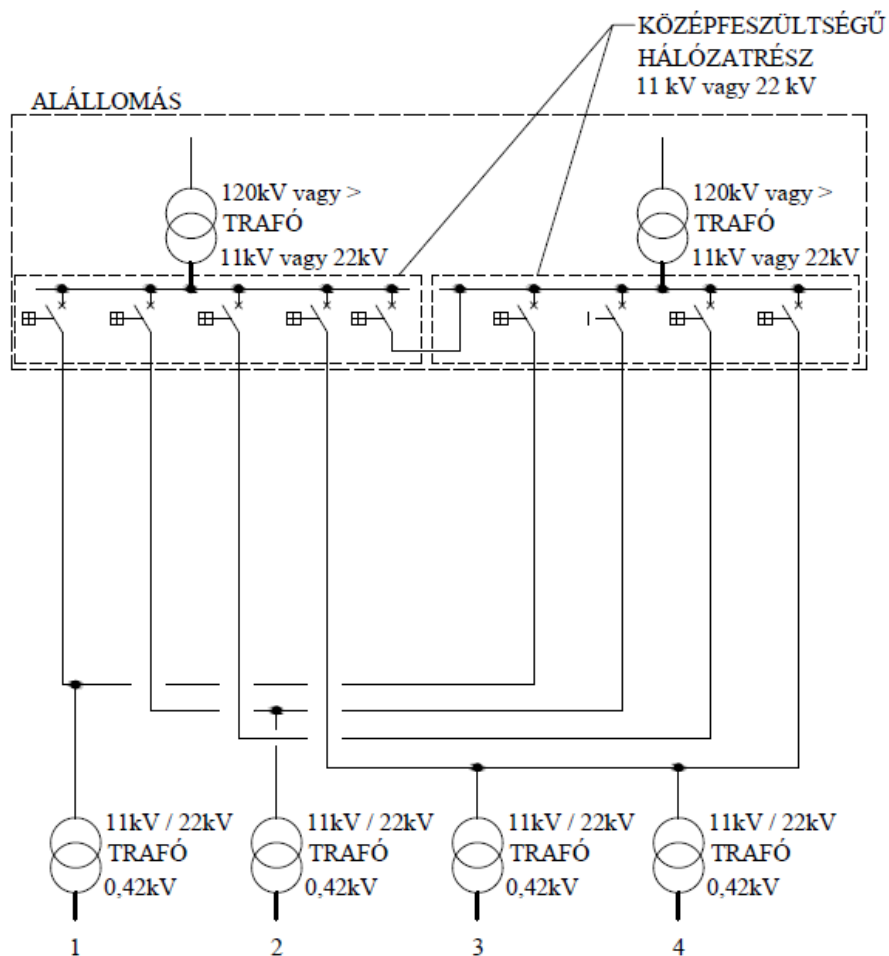 KÖZÉPFESZÜLTSÉGŰ
HÁLÓZATRÉSZ
11 kV vagy 22 kV
ALÁLLOMÁS
120kV vagy >
TRAFÓ
11kV vagy 22kV
120kV vagy >
TRAFÓ
11kV vagy 22kV
11kV / 22kV
TRAFÓ
0,42kV
1
11kV / 22kV
TRAFÓ
0,42kV
2
11kV / 22kV
TRAFÓ
0,42kV
3
11kV / 22kV
TRAFÓ
0,42kV
4